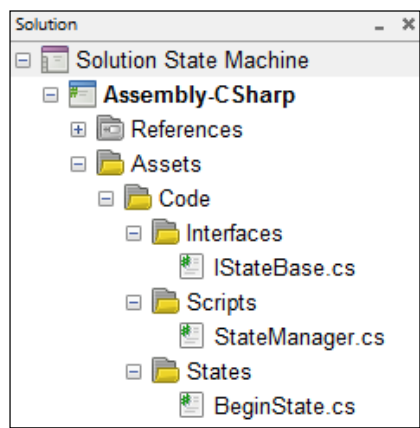 Solution
Solution State Machine
Assembly-CSharp
References
Assets
Code
Interfaces
IStateBase.cs
Scripts
StateManager.cs
States
BeginState.cs